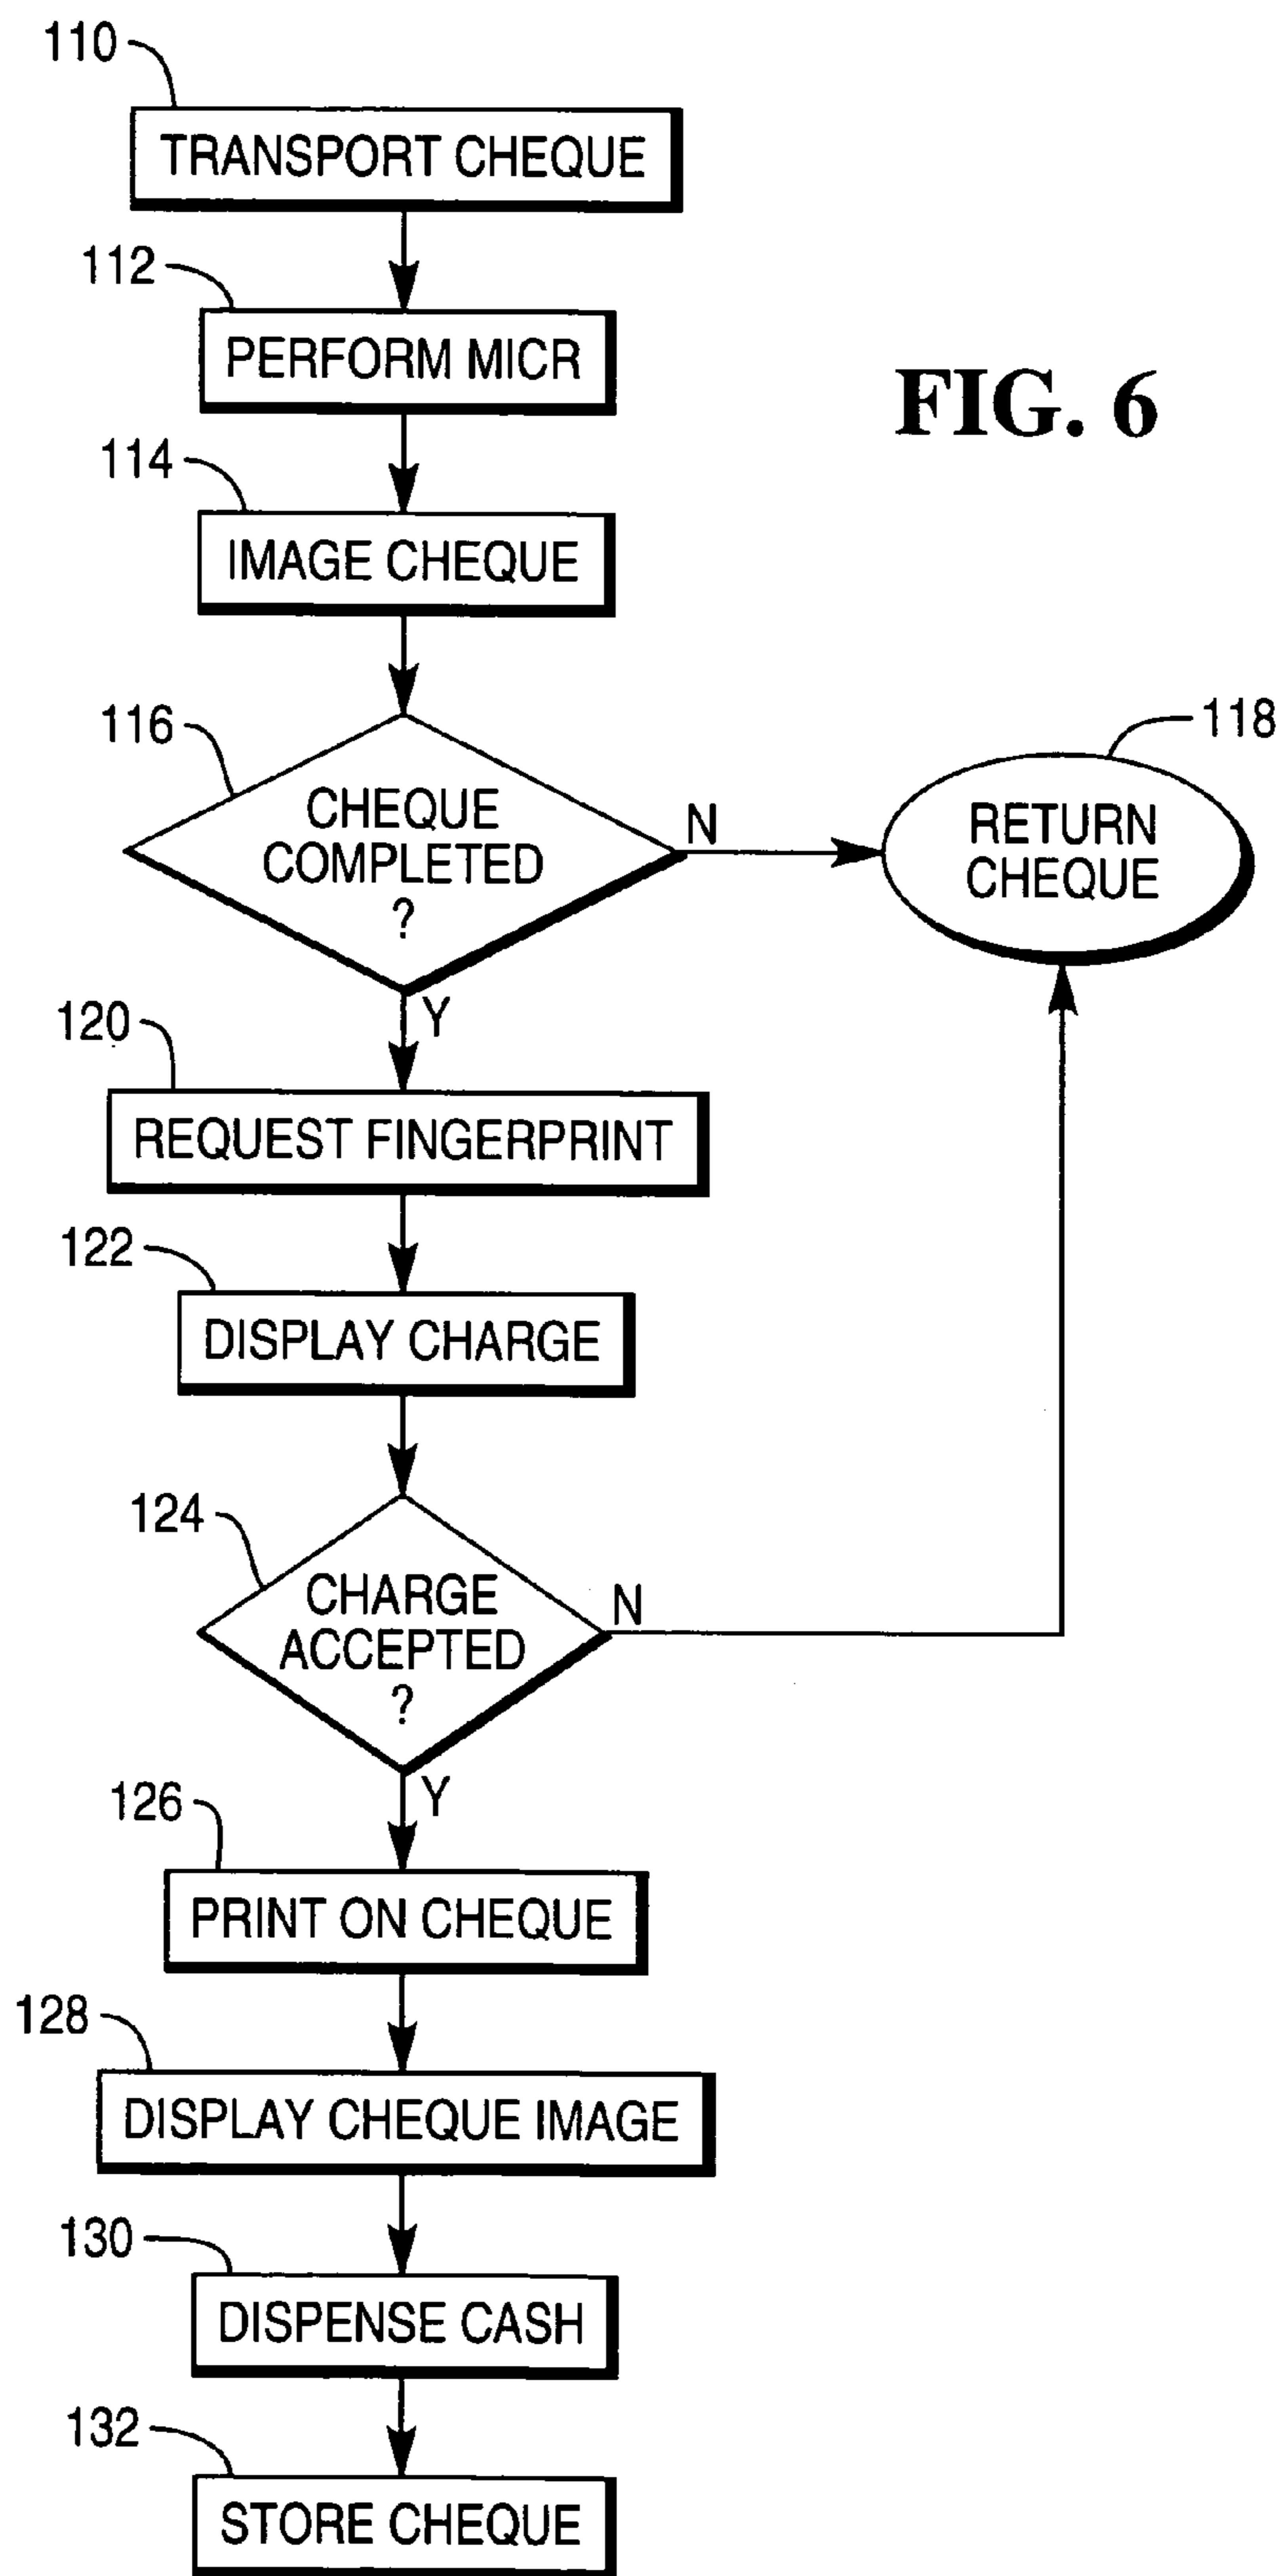 110
TRANSPORT CHEQUE
112
PERFORM MICR
FIG. 6
114
IMAGE CHEQUE
116
CHEQUE
COMPLETED
?
N
118
RETURN
CHEQUE
Y
120
REQUEST FINGERPRINT
122
DISPLAY CHARGE
124
CHARGE
ACCEPTED
?
N
Y
126
PRINT ON CHEQUE
128
DISPLAY CHEQUE IMAGE
130
DISPENSE CASH
132
STORE CHEQUE